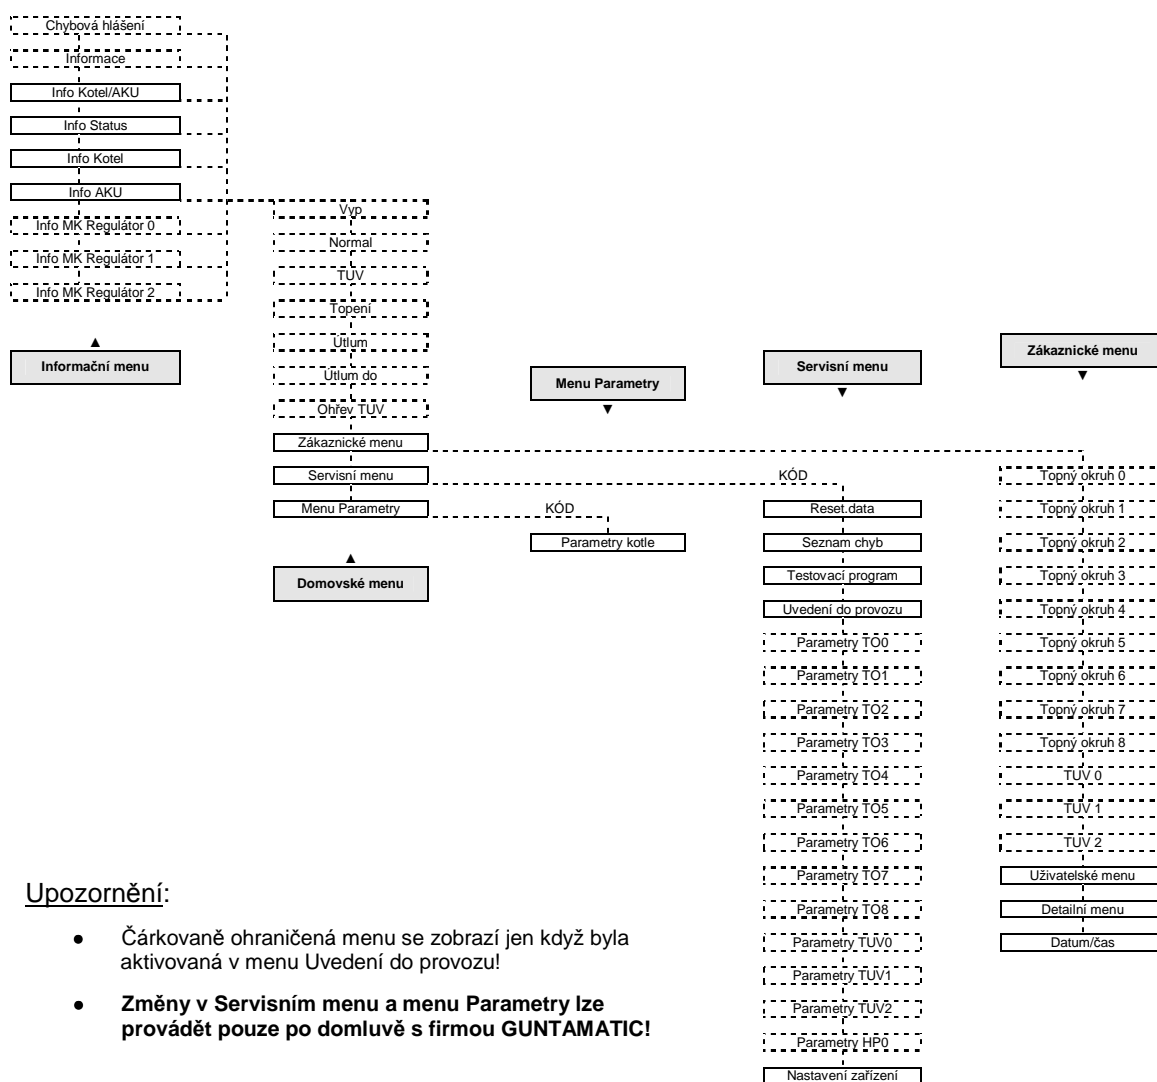 Chybová hlášení
Informace
Info Kotel/AKU
Info Status
Info Kotel
Info AKU
Info MK Regulátor 0
Info MK Regulátor 1
Info MK Regulátor 2
▲
Informační menu
Vyp
Normal
TUV
Topení
Útlum
Útlum do
Ohřev TUV
Zákaznické menu
Servisní menu
Menu Parametry
▲
Domovské menu
Menu Parametry
▼
KÓD
Parametry kotle
Servisní menu
▼
KÓD
Reset.data
Seznam chyb
Testovací program
Uvedení do provozu
Parametry TO0
Parametry TO1
Parametry TO2
Parametry TO3
Parametry TO4
Parametry TO5
Parametry TO6
Parametry TO7
Parametry TO8
Parametry TUV0
Parametry TUV1
Parametry TUV2
Parametry HP0
Nastavení zařízení
Zákaznické menu
▼
Topný okruh 0
Topný okruh 1
Topný okruh 2
Topný okruh 3
Topný okruh 4
Topný okruh 5
Topný okruh 6
Topný okruh 7
Topný okruh 8
TUV 0
TUV 1
TUV 2
Uživatelské menu
Detailní menu
Datum/čas
Upozornění:
● Čárkovaně ohraničená menu se zobrazí jen když byla
aktivovaná v menu Uvedení do provozu!
● Změny v Servisním menu a menu Parametry lze
provádět pouze po domluvě s firmou GUNTAMATIC!